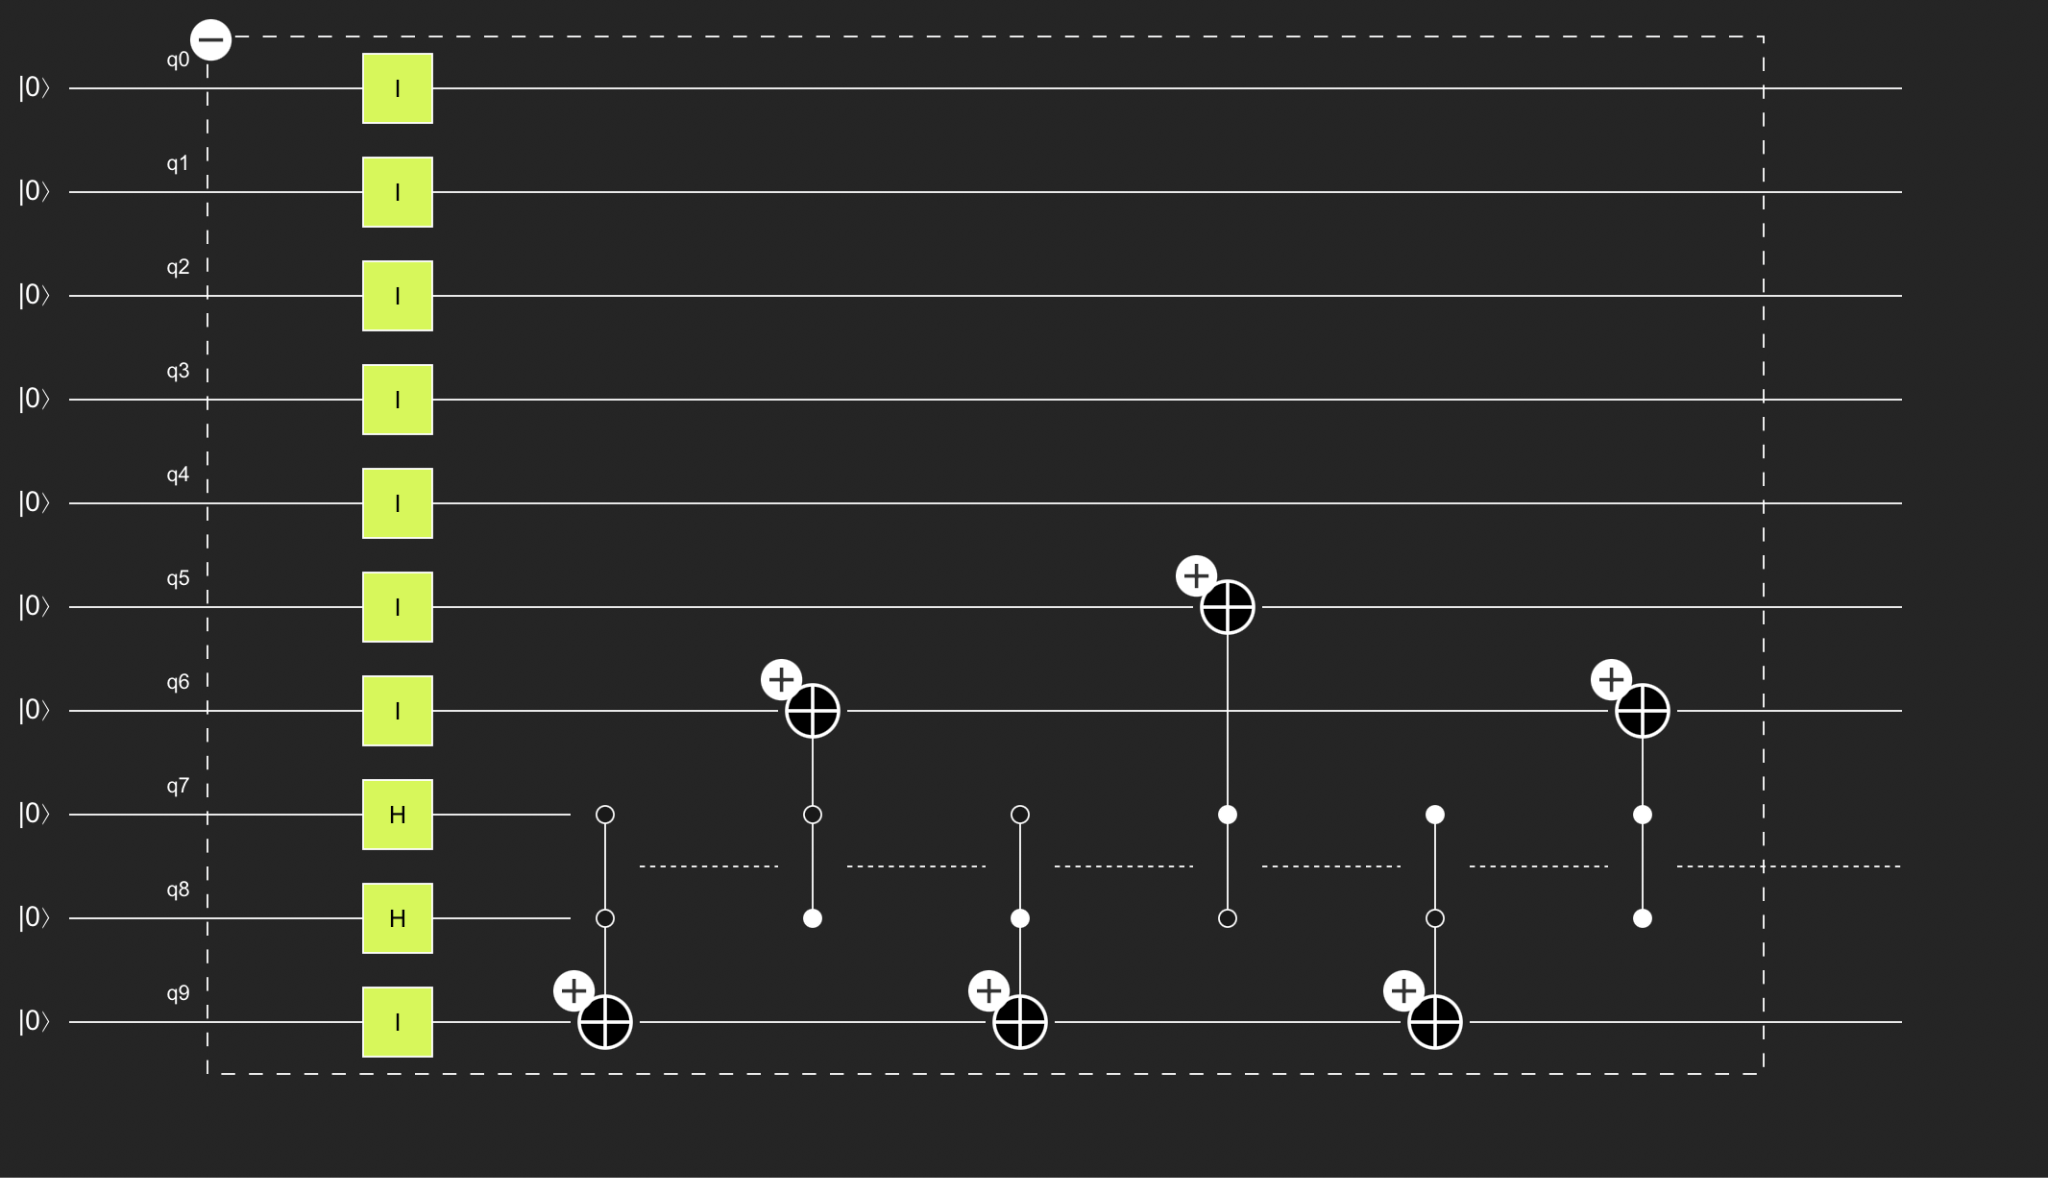 q0
|0⟩ I
q1
|0⟩ I
q2
|0⟩ I
q3
|0⟩ I
q4
|0⟩ I
q5
|0⟩ I
q6
|0⟩ I
q7
|0⟩ H
q8
|0⟩ H
q9
|0⟩ I